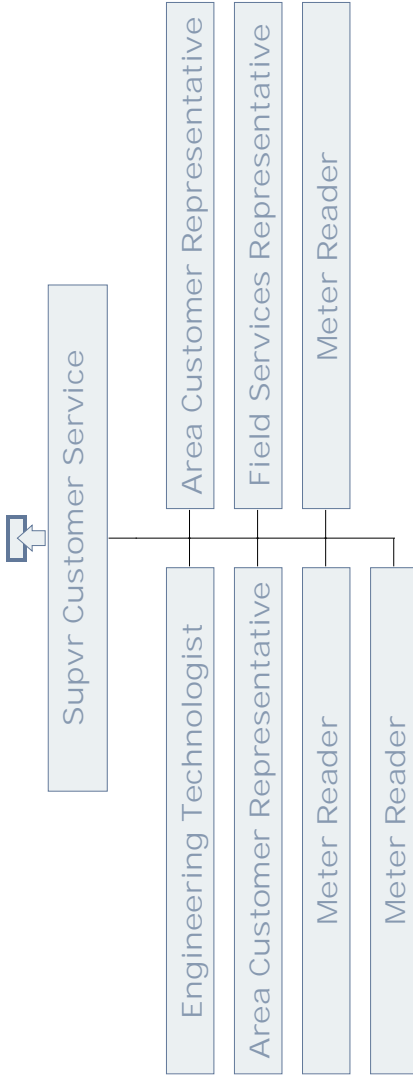 Supvr Customer Service
Engineering Technologist
Area Customer Representative
Area Customer Representative
Field Services Representative
Meter Reader
Meter Reader
Meter Reader